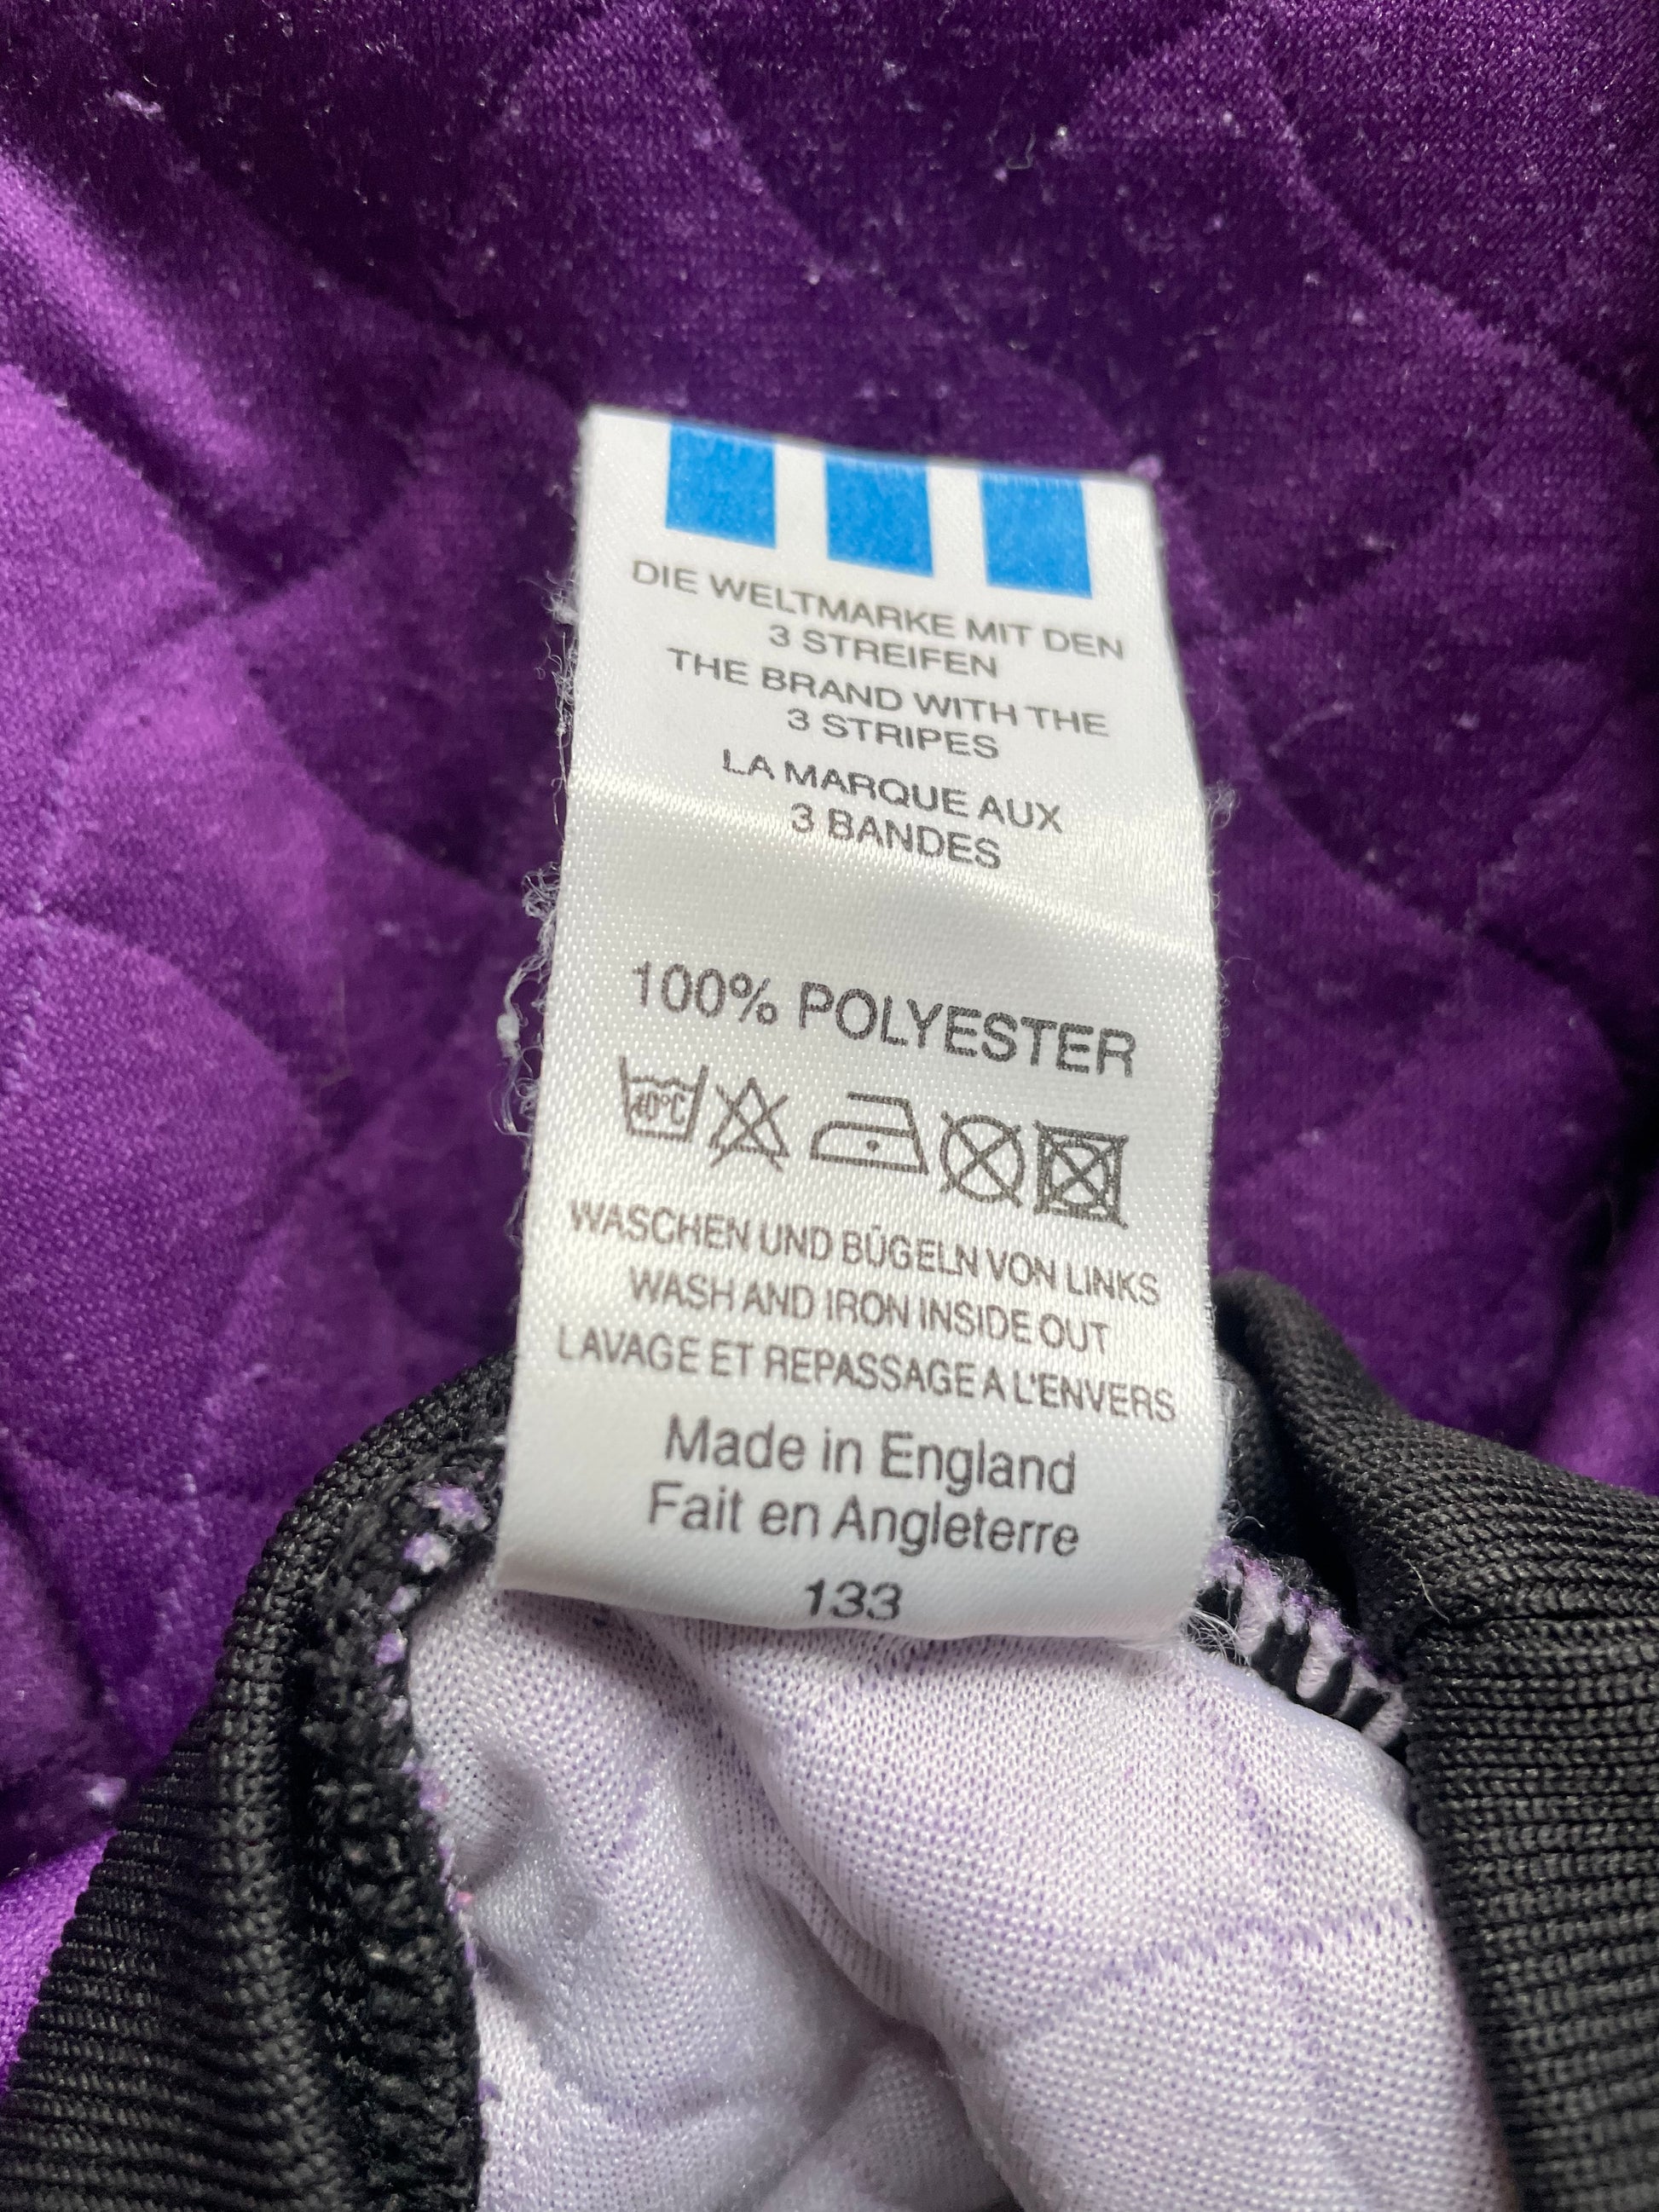 DIE WELTMARKE MIT DEN
3 STREIFEN
THE BRAND WITH THE
3 STRIPES
LA MARQUE AUX
3 BANDES
100% POLYESTER
40°C
WASCHEN UND BÜGELN VON LINKS
WASH AND IRON INSIDE OUT
LAVAGE ET REPASSAGE A L'ENVERS
Made in England
Fait en Angleterre
133